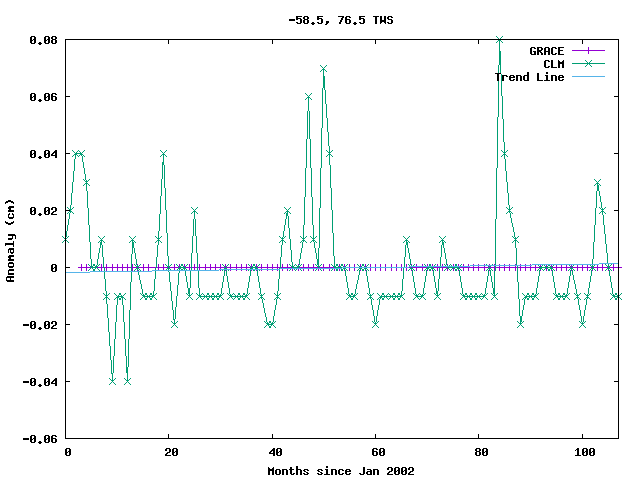 -58.5, 76.5 TWS
GRACE
CLM
Trend Line
0.08
0.06
0.04
0.02
0
-0.02
-0.04
-0.06
Anomaly (cm)
0 20 40 60 80 100
Months since Jan 2002